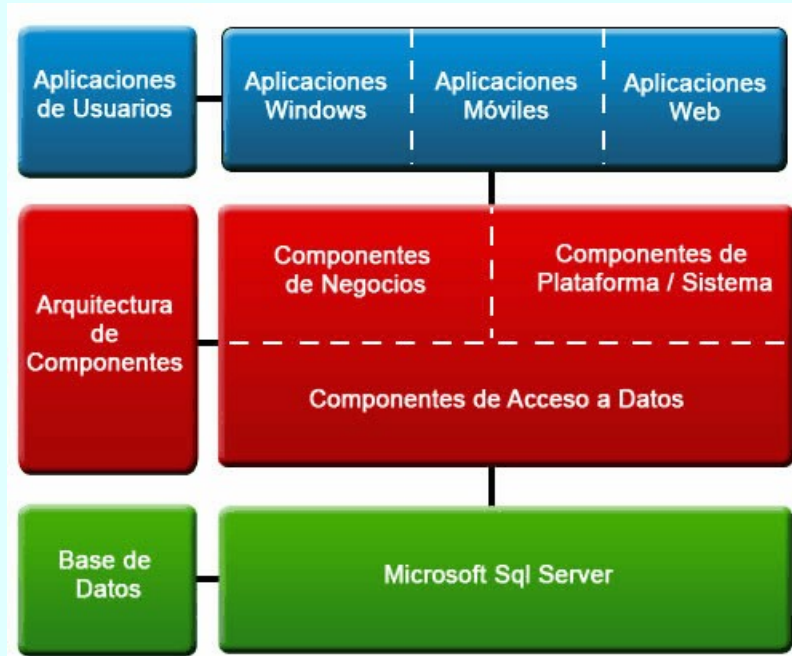 Aplicaciones
de Usuarios
Aplicaciones
Windows
Aplicaciones
Móviles
Aplicaciones
Web
Arquitectura
de
Componentes
Componentes
de Negocios
Componentes de
Plataforma / Sistema
Componentes de Acceso a Datos
Base de
Datos
Microsoft Sql Server